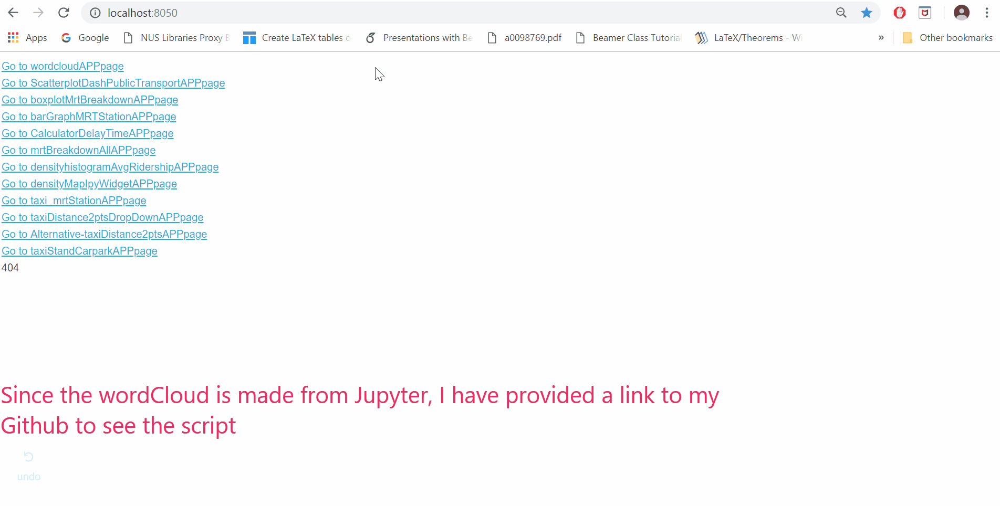 localhost:8050
Apps Google NUS Libraries Proxy Create LaTeX tables Presentations with a0098769.pdf Beamer Class Tutorial LaTeX/Theorems - Wi » Other bookmarks
Go to wordcloudAPPpage
Go to ScatterplotDashPublicTransportAPPpage
Go to boxplotMrtBreakdownAPPpage
Go to barGraphMRTStationAPPpage
Go to CalculatorDelayTimeAPPpage
Go to mrtBreakdownAllAPPpage
Go to densityhistogramAvgRidershipAPPpage
Go to densityMapIpyWidgetAPPpage
Go to taxi_mrtStationAPPpage
Go to taxiDistance2ptsDropDownAPPpage
Go to Alternative-taxiDistance2ptsAPPpage
Go to taxiStandCarparkAPPpage
404
Since the wordCloud is made from Jupyter, I have provided a link to my
Github to see the script
undo